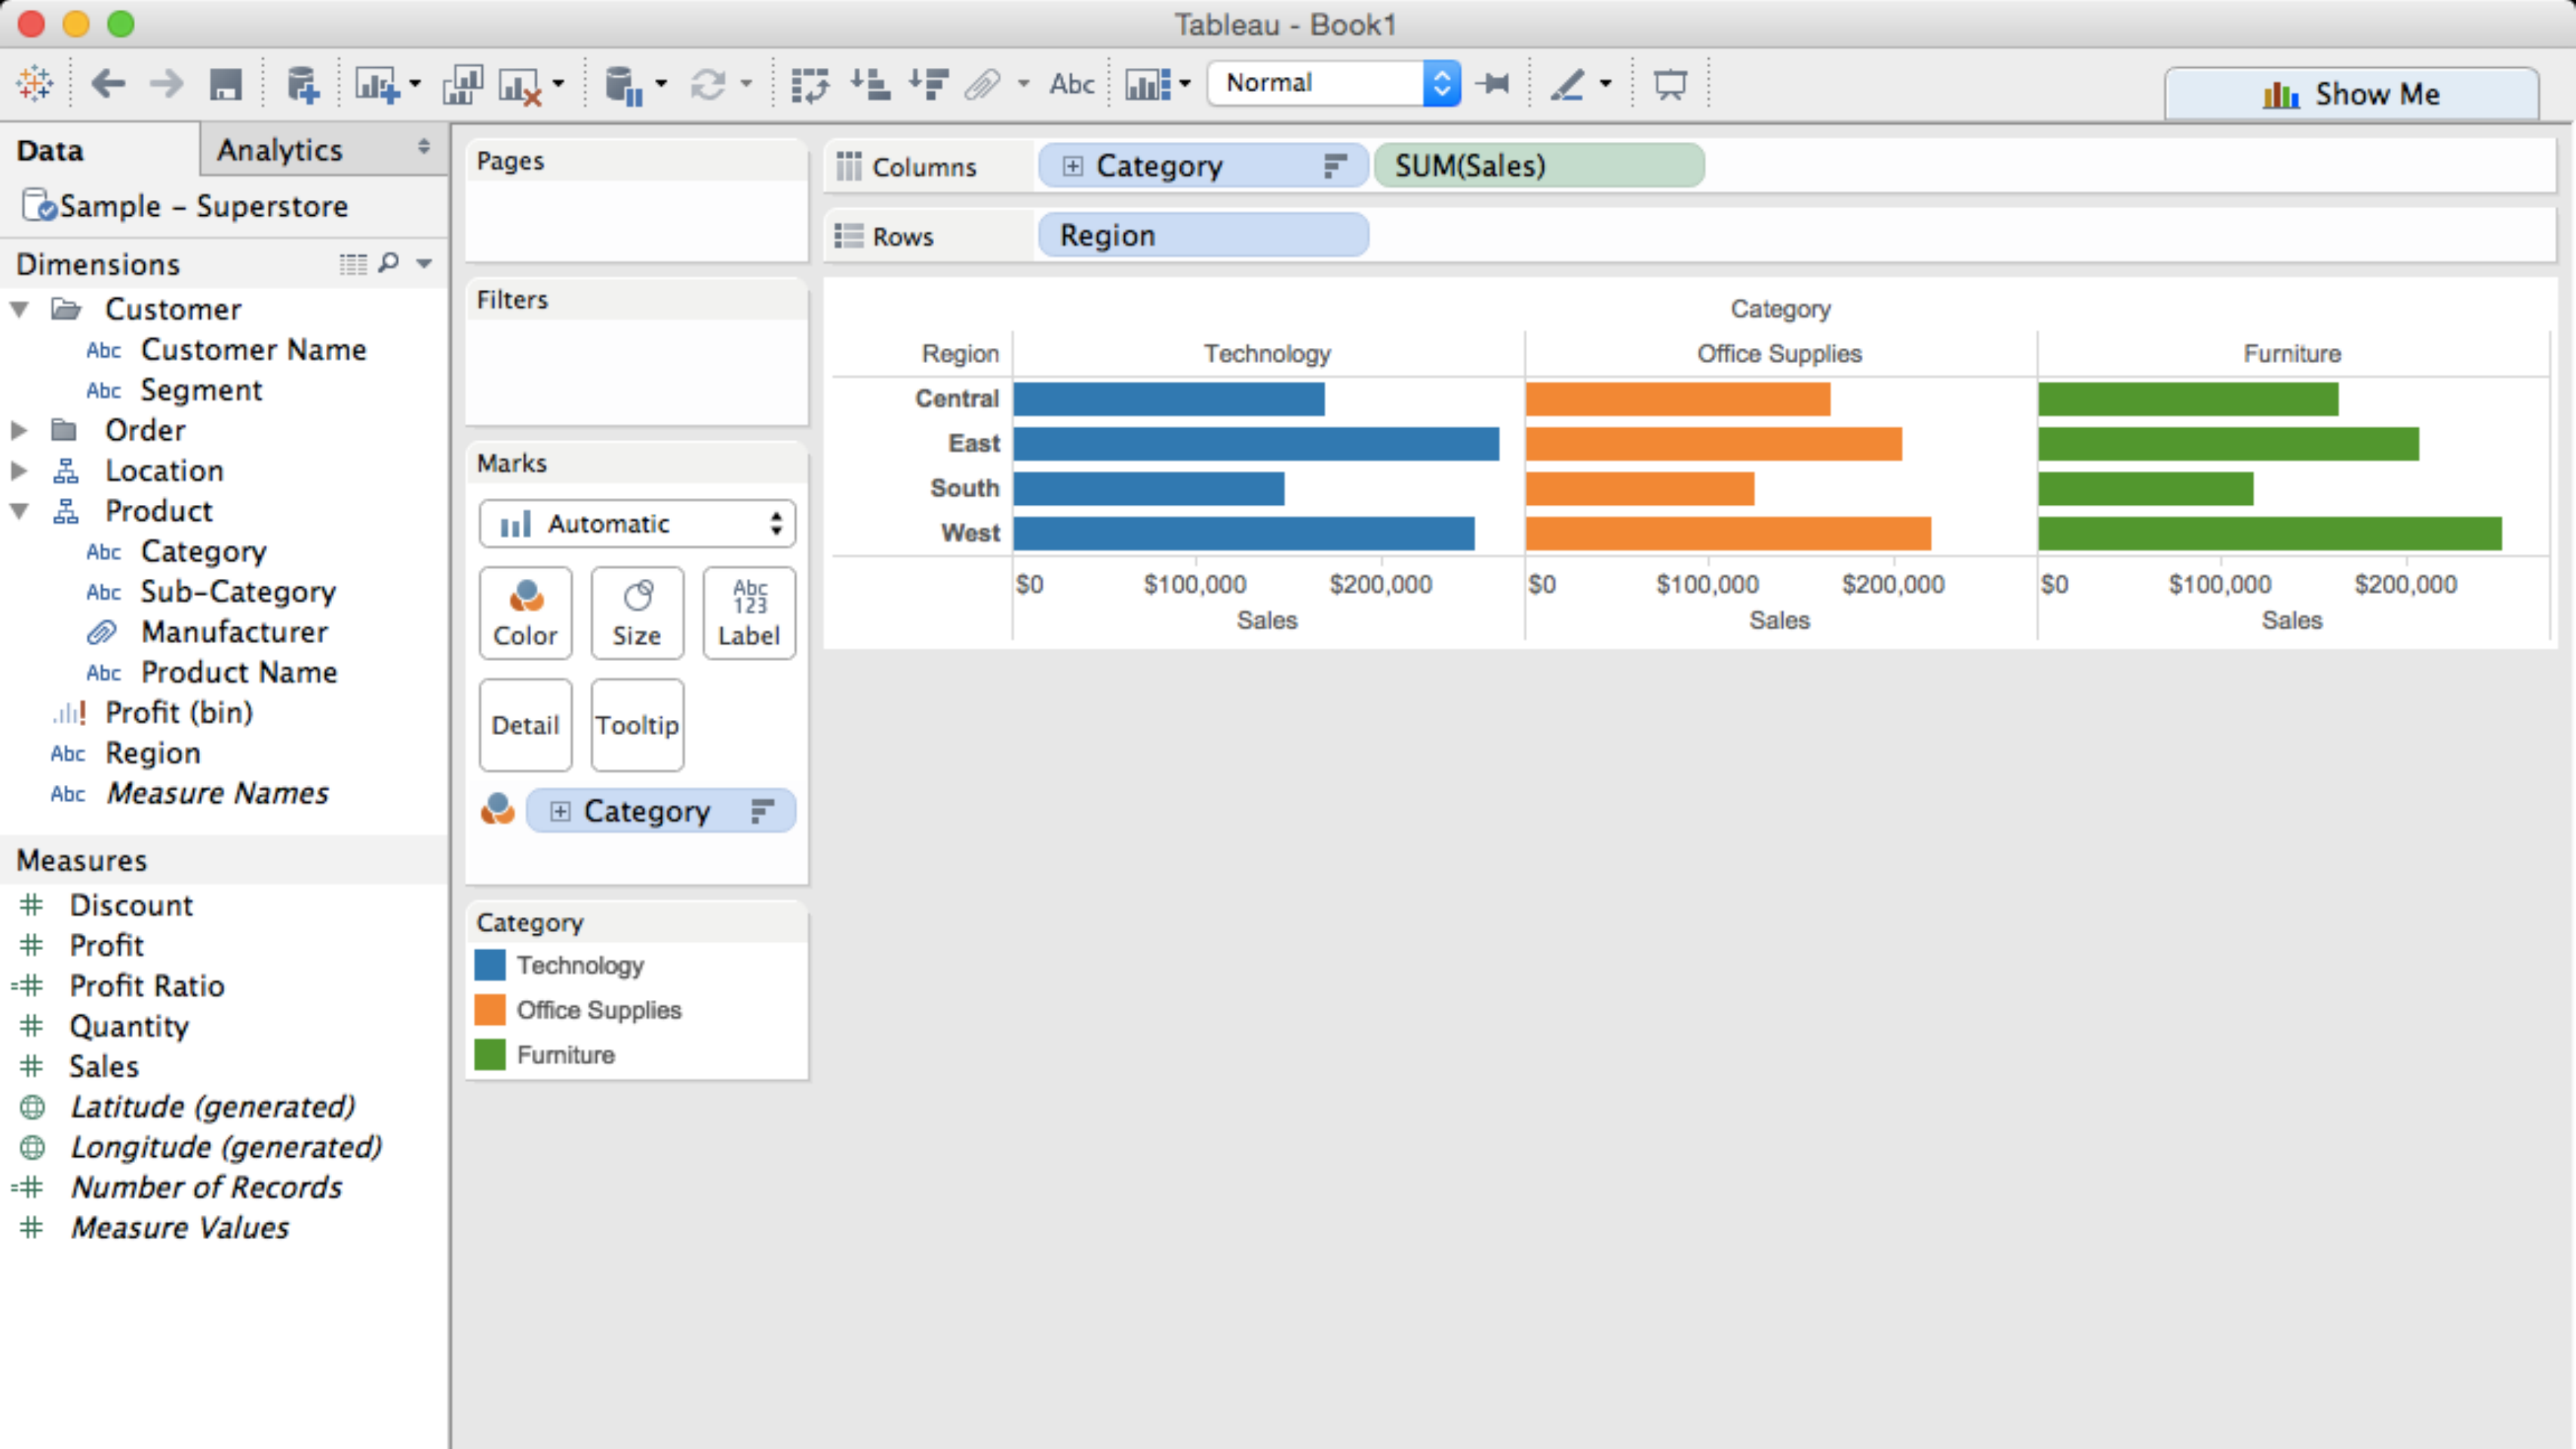 Tableau - Book1
Abc
Normal
Show Me
Data
Analytics
Sample – Superstore
Dimensions
Customer
Abc Customer Name
Abc Segment
Order
Location
Product
Abc Category
Abc Sub-Category
Manufacturer
Abc Product Name
Profit (bin)
Abc Region
Abc Measure Names
Measures
# Discount
# Profit
=# Profit Ratio
# Quantity
# Sales
Latitude (generated)
Longitude (generated)
=# Number of Records
# Measure Values
Pages
Filters
Marks
Automatic
Color
Size
Abc
123
Label
Detail
Tooltip
Category
Category
Technology
Office Supplies
Furniture
Columns Category SUM(Sales)
Rows Region
Category
Region Technology Office Supplies Furniture
Central
East
South
West
$0 $100,000 $200,000 $0 $100,000 $200,000 $0 $100,000 $200,000
Sales Sales Sales